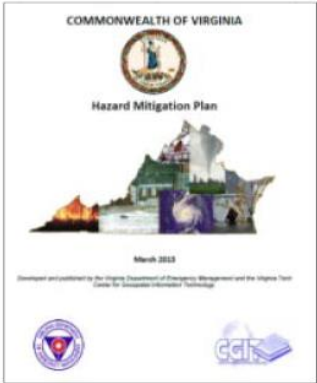 COMMONWEALTH OF VIRGINIA
Hazard Mitigation Plan
March 2013
Developed and published by the Virginia Department of Emergency Management and the Virginia Tech
Center for Geospatial Information Technology
CGIT